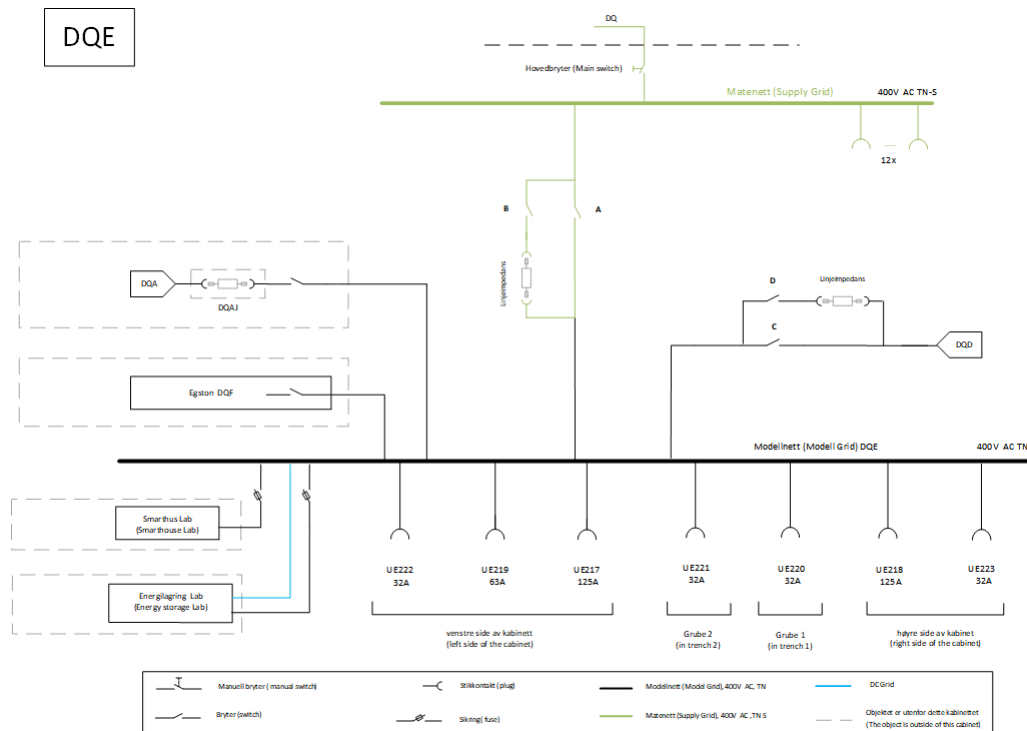 DQE
DQ
Hovedbryter (Main switch)
Matenett (Supply Grid)
400V AC TN-S
12x
B
A
Linjeimpedans
DQA
DQAJ
D
Linjeimpedans
C
DQD
Egston DQF
Modellnett (Modell Grid) DQE
400V AC TN
Smarthus Lab
(Smarthouse Lab)
Energilagring Lab
(Energy storage Lab)
UE222
32A
UE219
63A
UE217
125A
UE221
32A
UE220
32A
UE218
125A
UE223
32A
venstre side av kabinett
(left side of the cabinet)
Grube 2
(in trench 2)
Grube 1
(in trench 1)
høyre side av kabinet
(right side of the cabinet)
Manuell bryter ( manual switch)
Stikkontakt (plug)
Modellnett (Model Grid), 400V AC, TN
DC Grid
Bryter (switch)
Sikring( fuse)
Matenett (Supply Grid), 400V AC ,TN S
Objektet er utenfor dette kabinettet
(The object is outside of this cabinet)